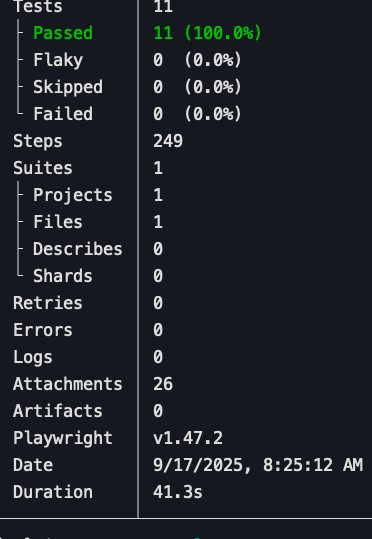 Tests 11
Passed 11 (100.0%)
Flaky 0 (0.0%)
Skipped 0 (0.0%)
Failed 0 (0.0%)
Steps 249
Suites 1
Projects 1
Files 1
Describes 0
Shards 0
Retries 0
Errors 0
Logs 0
Attachments 26
Artifacts 0
Playwright v1.47.2
Date 9/17/2025, 8:25:12 AM
Duration 41.3s